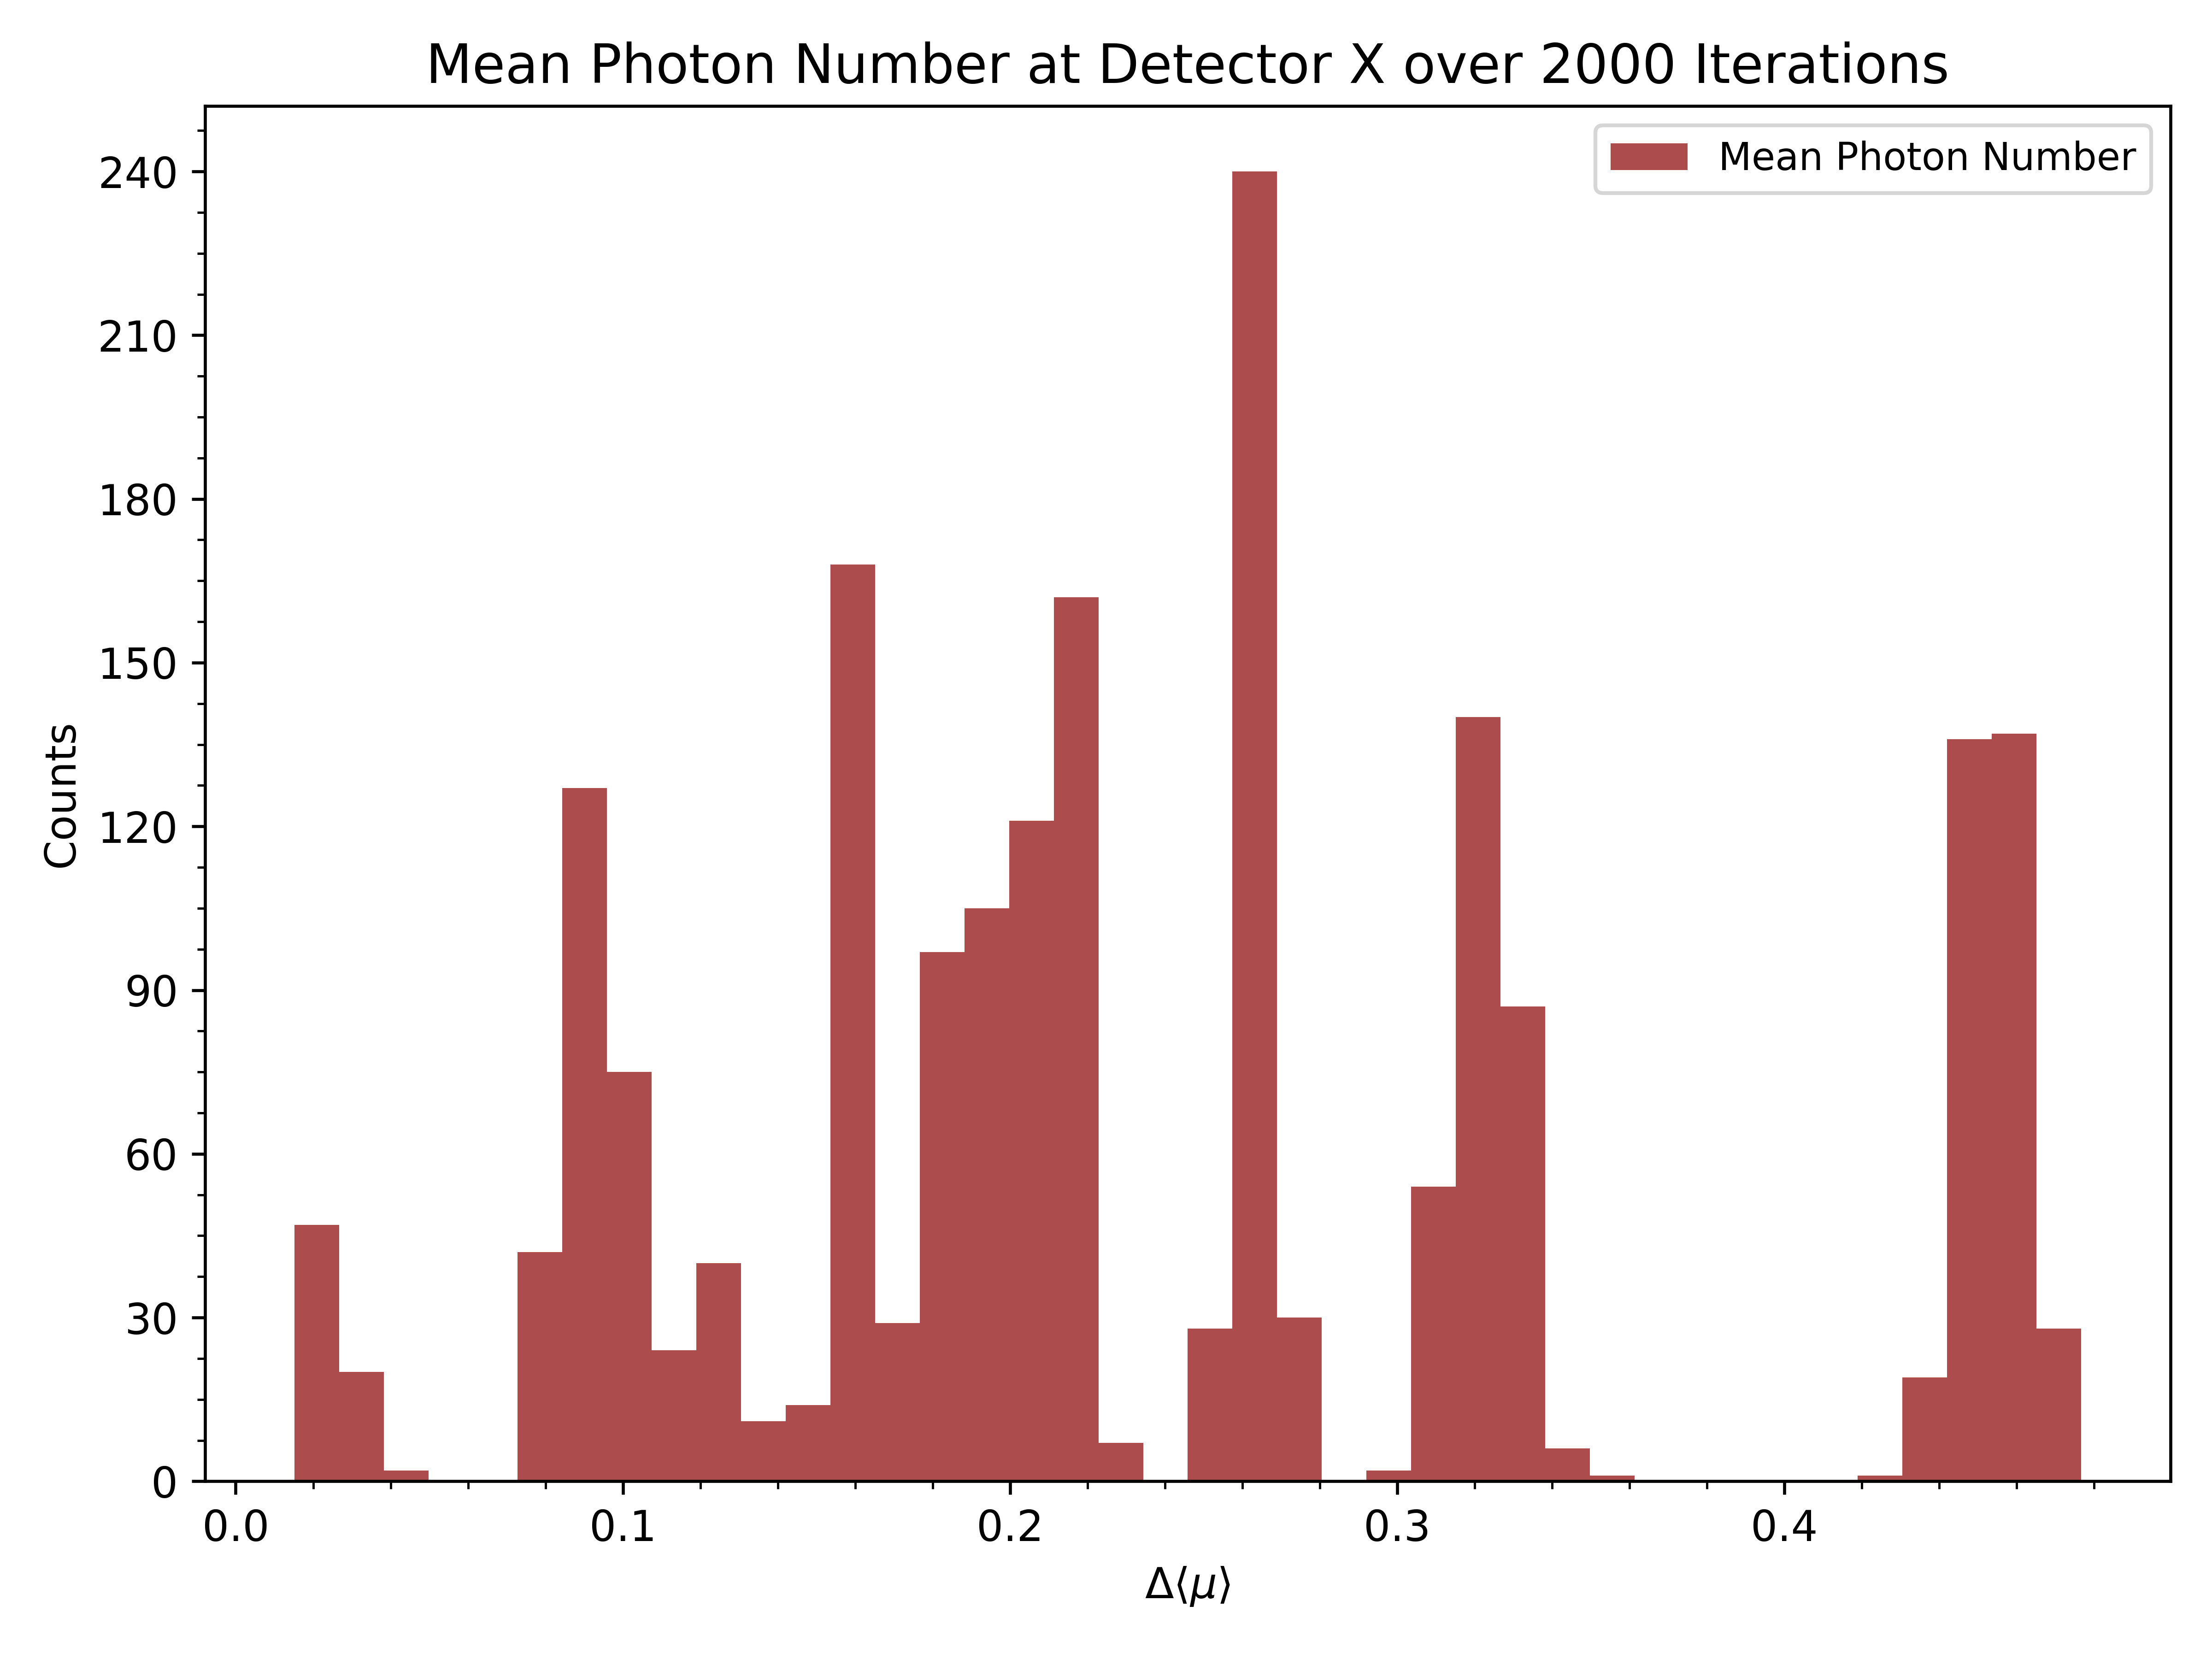 Mean Photon Number at Detector X over 2000 Iterations
Mean Photon Number
240
210
180
150
120
90
60
30
0
Counts
0.0 0.1 0.2 0.3 0.4
Δ⟨μ⟩